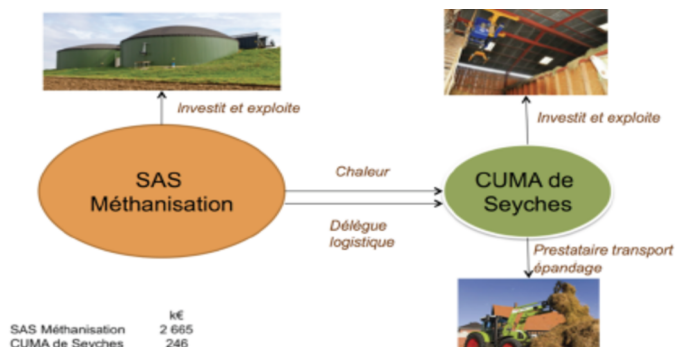 Investit et exploite
Investit et exploite
SAS
Méthanisation
Chaleur
CUMA de
Seyches
Délègue
logistique
Prestataire transport
épandage
k€
SAS Méthanisation 2 665
CUMA de Seyches 246